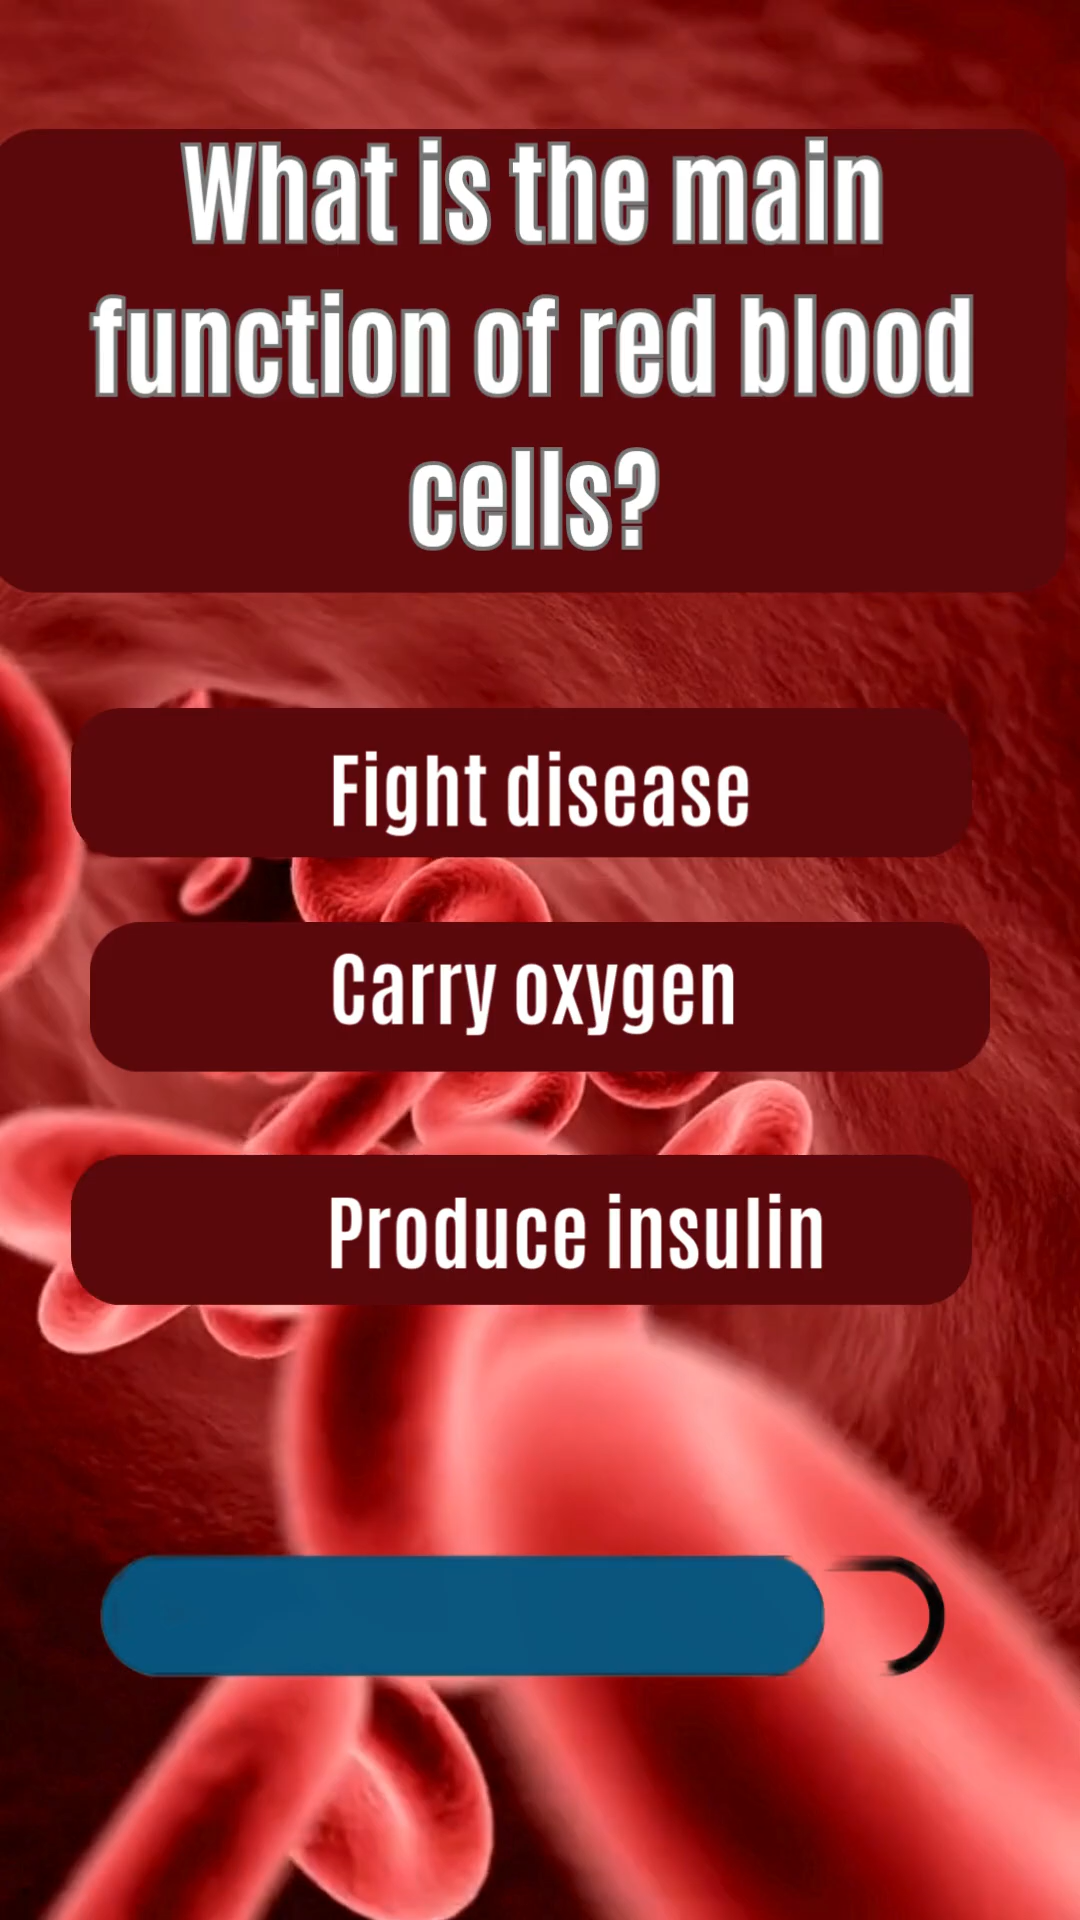 What is the main
function of red blood
cells?
Fight disease
Carry oxygen
Produce insulin